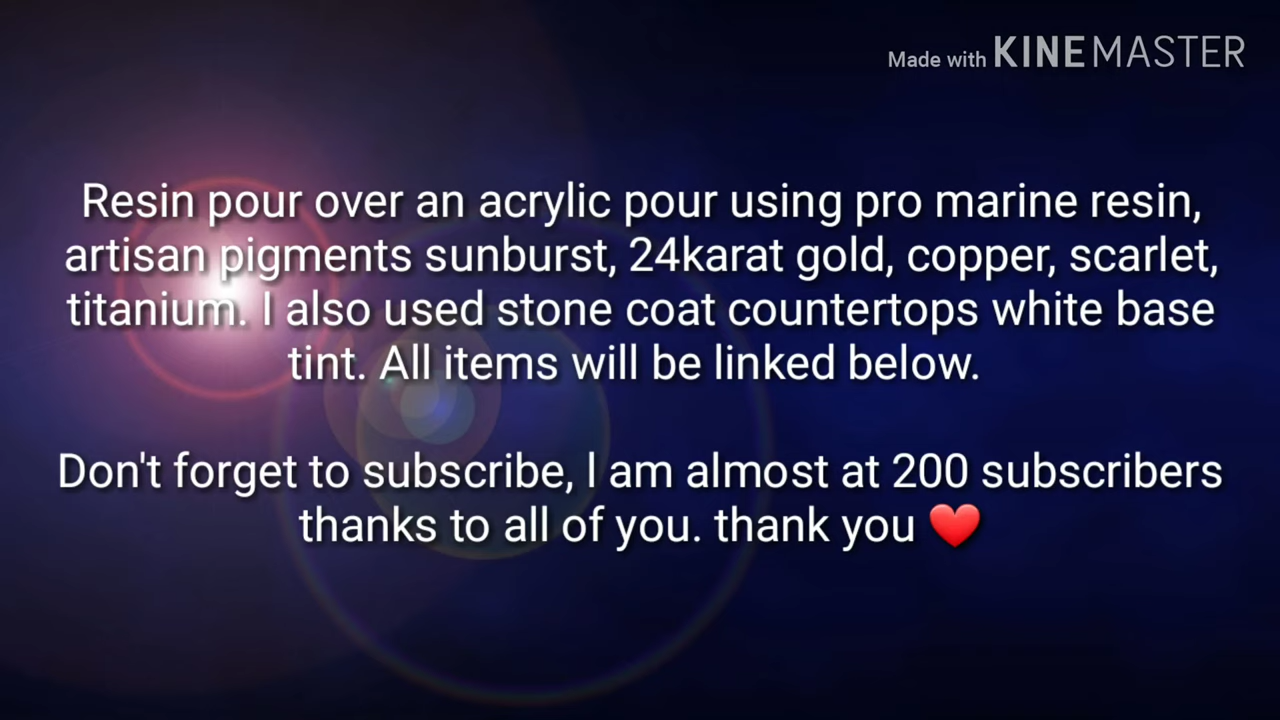 Made with KINEMASTER
Resin pour over an acrylic pour using pro marine resin,
artisan pigments sunburst, 24karat gold, copper, scarlet,
titanium. I also used stone coat countertops white base
tint. All items will be linked below.
Don't forget to subscribe, I am almost at 200 subscribers
thanks to all of you. thank you ❤️